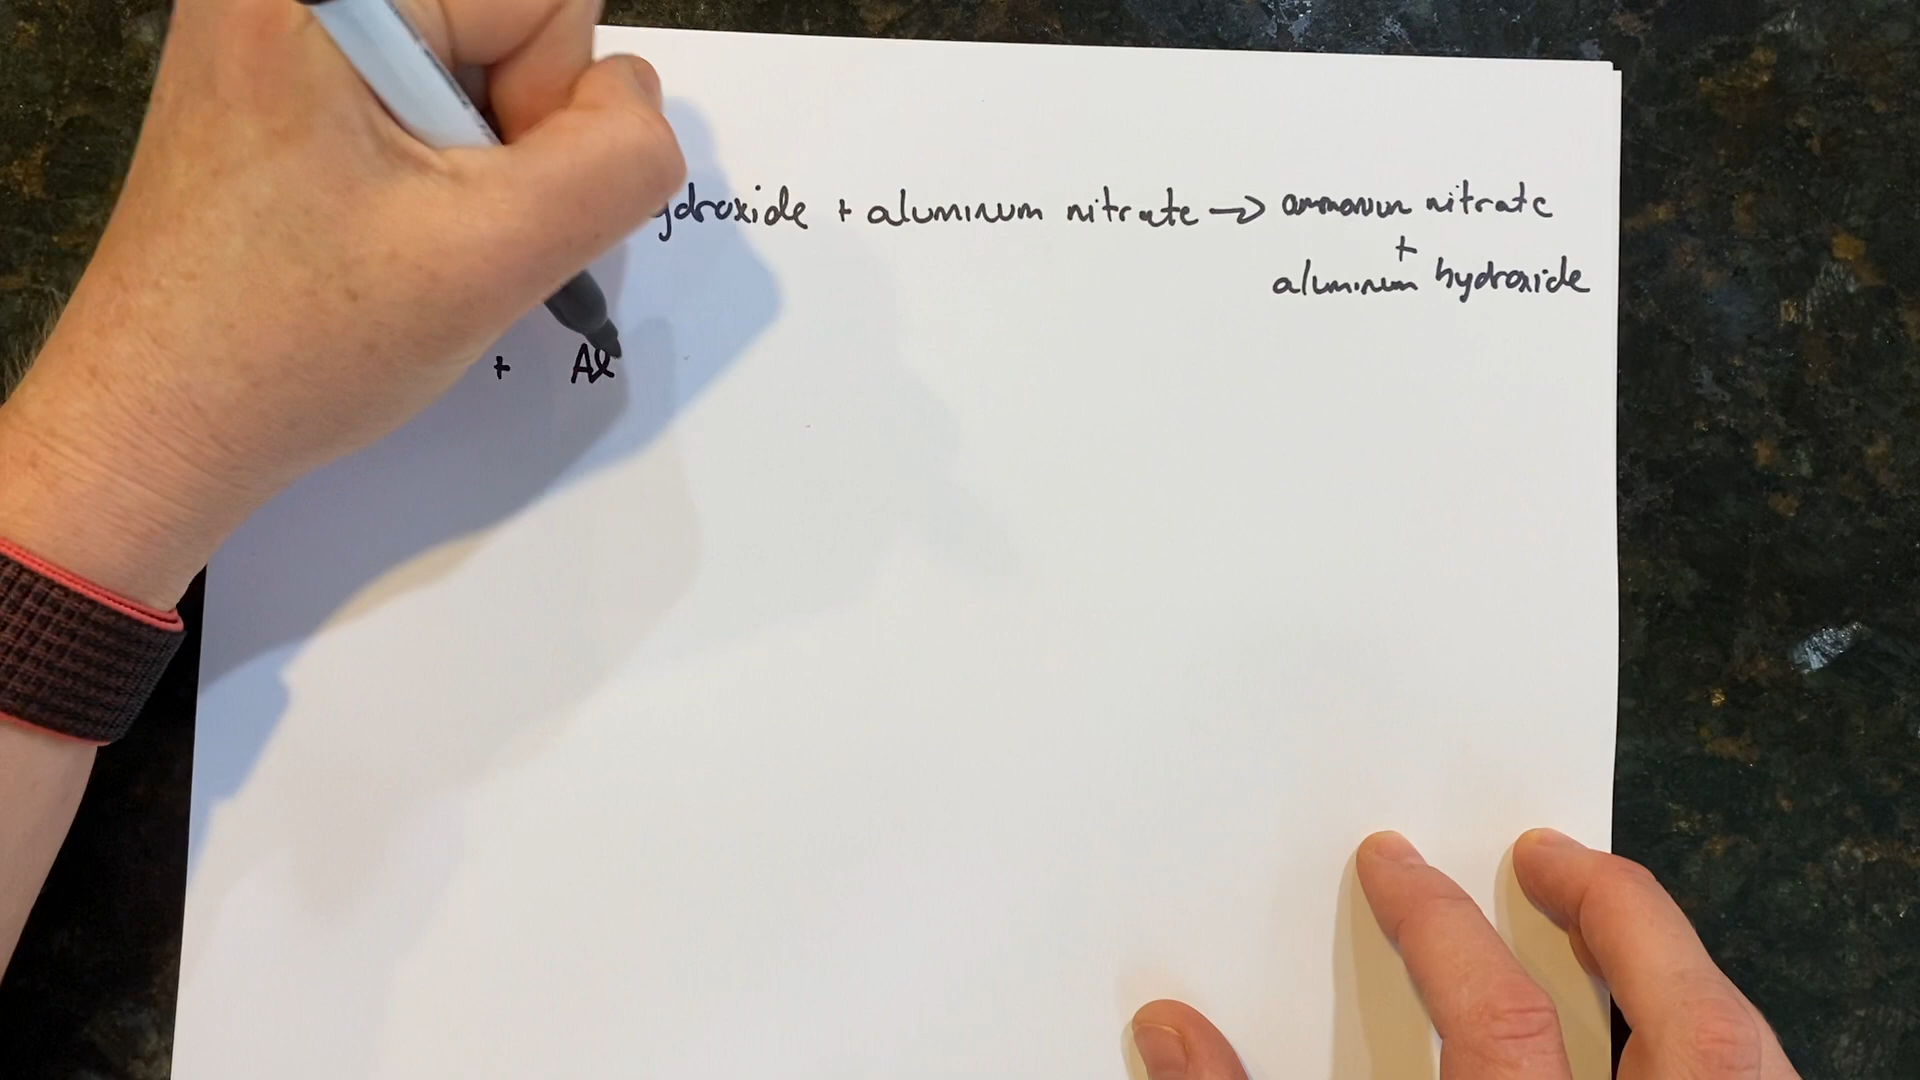 ydroxide + aluminum nitrate → ammonium nitrate
+
aluminum hydroxide
+ Al